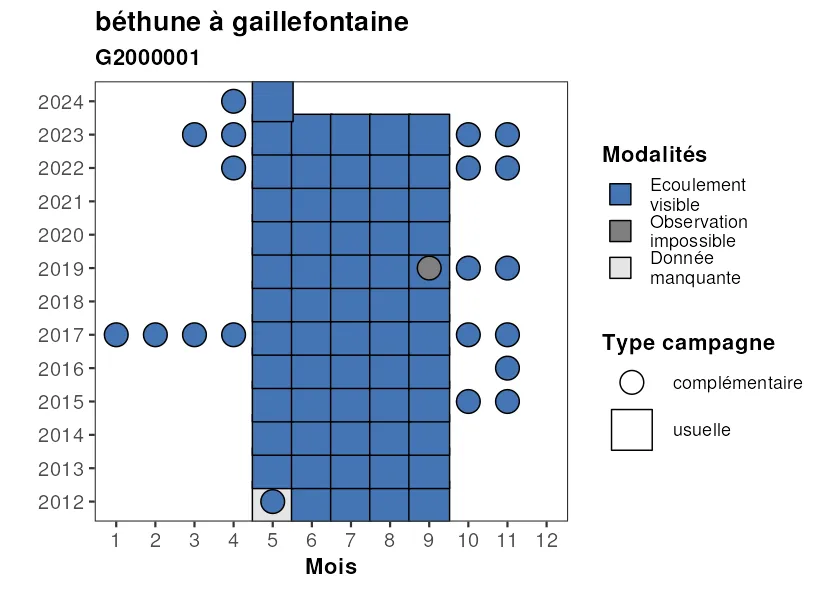 béthune à gaillefontaine
G2000001
2024
2023
2022
2021
2020
2019
2018
2017
2016
2015
2014
2013
2012
1 2 3 4 5 6 7 8 9 10 11 12
Mois
Modalités
Ecoulement
visible
Observation
impossible
Donnée
manquante
Type campagne
complémentaire
usuelle